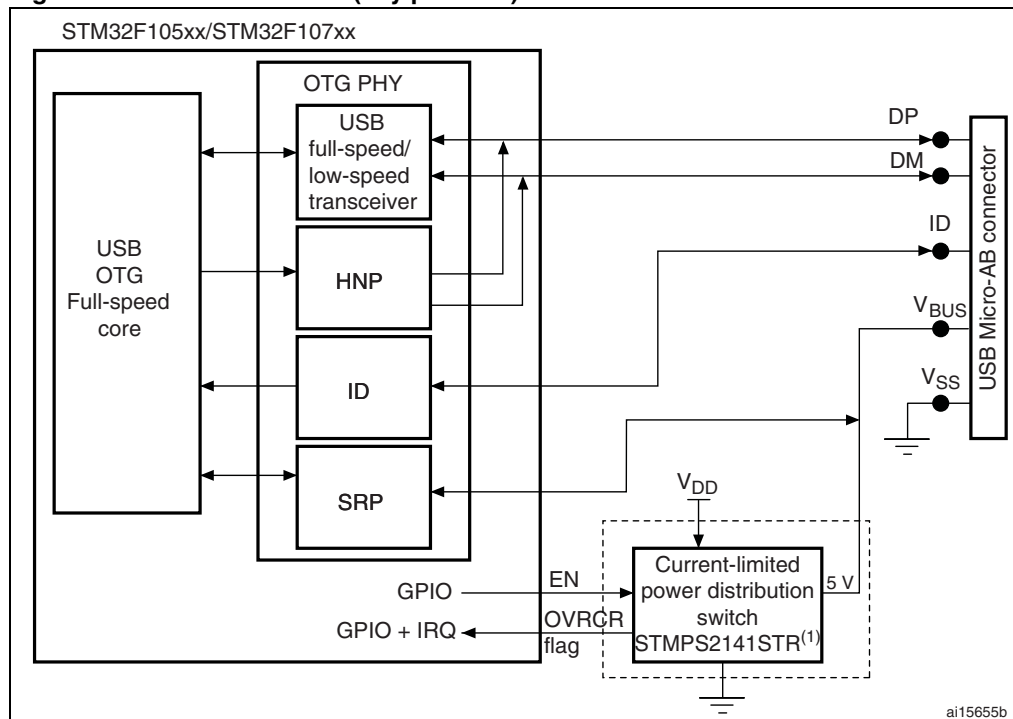 STM32F105xx/STM32F107xx
OTG PHY
USB
full-speed/
low-speed
transceiver
USB
OTG
Full-speed
core
HNP
ID
SRP
DP
DM
ID
VBUS
VSS
USB Micro-AB connector
VDD
GPIO
EN
GPIO + IRQ
OVRCR
flag
Current-limited
power distribution
switch
STMPS2141STR(1)
5 V
ai15655b